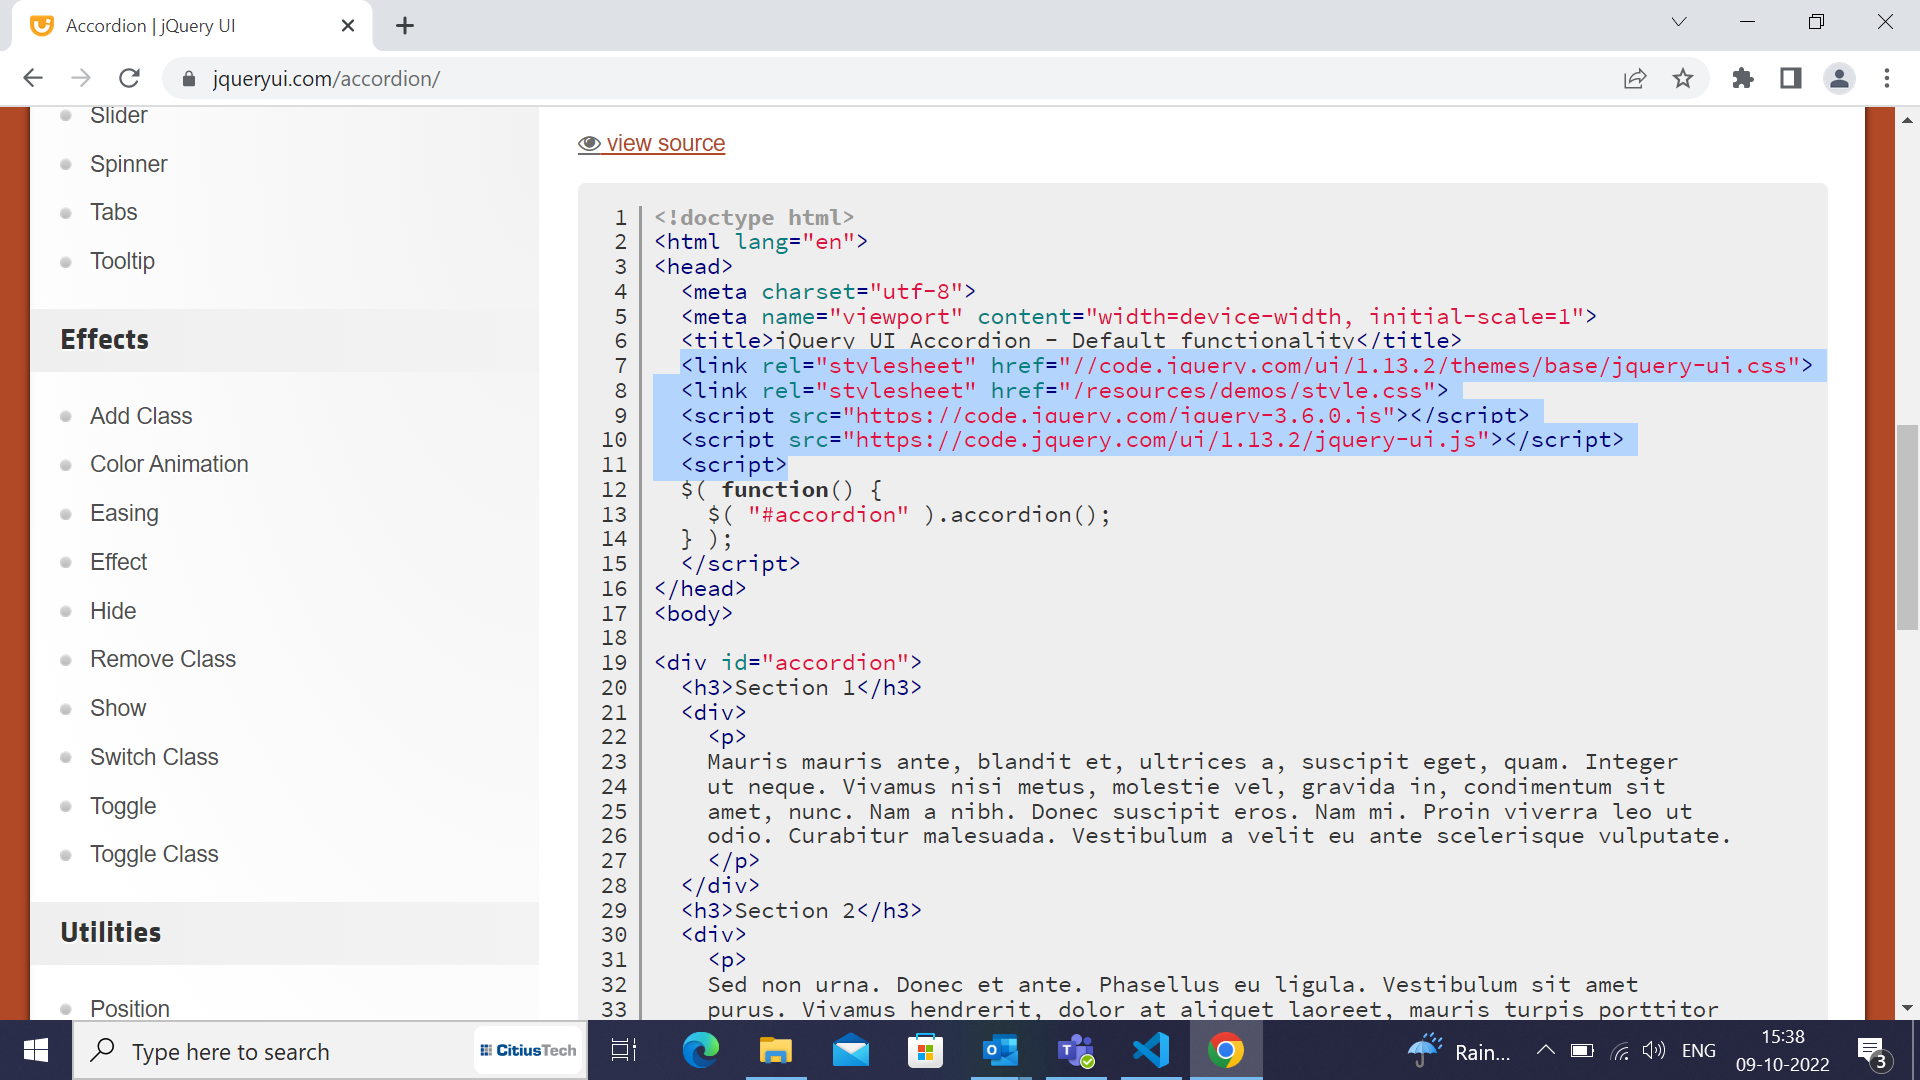 Accordion | jQuery UI
jqueryui.com/accordion/
Slider
Spinner
Tabs
Tooltip
Effects
Add Class
Color Animation
Easing
Effect
Hide
Remove Class
Show
Switch Class
Toggle
Toggle Class
Utilities
Position
view source
1 <!doctype html>
2 <html lang="en">
3 <head>
4 <meta charset="utf-8">
5 <meta name="viewport" content="width=device-width, initial-scale=1">
6 <title>jQuery UI Accordion - Default functionality</title>
7 <link rel="stylesheet" href="//code.jquery.com/ui/1.13.2/themes/base/jquery-ui.css">
8 <link rel="stylesheet" href="/resources/demos/style.css">
9 <script src="https://code.jquery.com/jquery-3.6.0.js"></script>
10 <script src="https://code.jquery.com/ui/1.13.2/jquery-ui.js"></script>
11 <script>
12 $( function() {
13 $( "#accordion" ).accordion();
14 } );
15 </script>
16 </head>
17 <body>
18
19 <div id="accordion">
20 <h3>Section 1</h3>
21 <div>
22 <p>
23 Mauris mauris ante, blandit et, ultrices a, suscipit eget, quam. Integer
24 ut neque. Vivamus nisi metus, molestie vel, gravida in, condimentum sit
25 amet, nunc. Nam a nibh. Donec suscipit eros. Nam mi. Proin viverra leo ut
26 odio. Curabitur malesuada. Vestibulum a velit eu ante scelerisque vulputate.
27 </p>
28 </div>
29 <h3>Section 2</h3>
30 <div>
31 <p>
32 Sed non urna. Donec et ante. Phasellus eu ligula. Vestibulum sit amet
33 purus. Vivamus hendrerit, dolor at aliquet laoreet, mauris turpis porttitor
Type here to search
CitiusTech
Rain...
ENG
15:38
09-10-2022
3